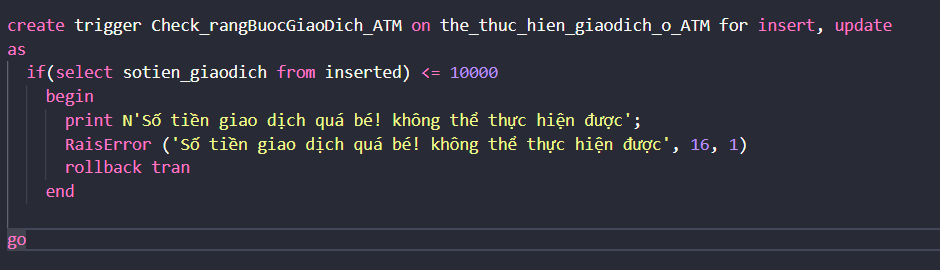 create trigger Check_rangBuocGiaoDich_ATM on the_thuc_hien_giaodich_o_ATM for insert, update
as
if(select sotien_giaodich from inserted) <= 10000
begin
print N'Số tiền giao dịch quá bé! không thể thực hiện được';
RaisError ('Số tiền giao dịch quá bé! không thể thực hiện được', 16, 1)
rollback tran
end
go